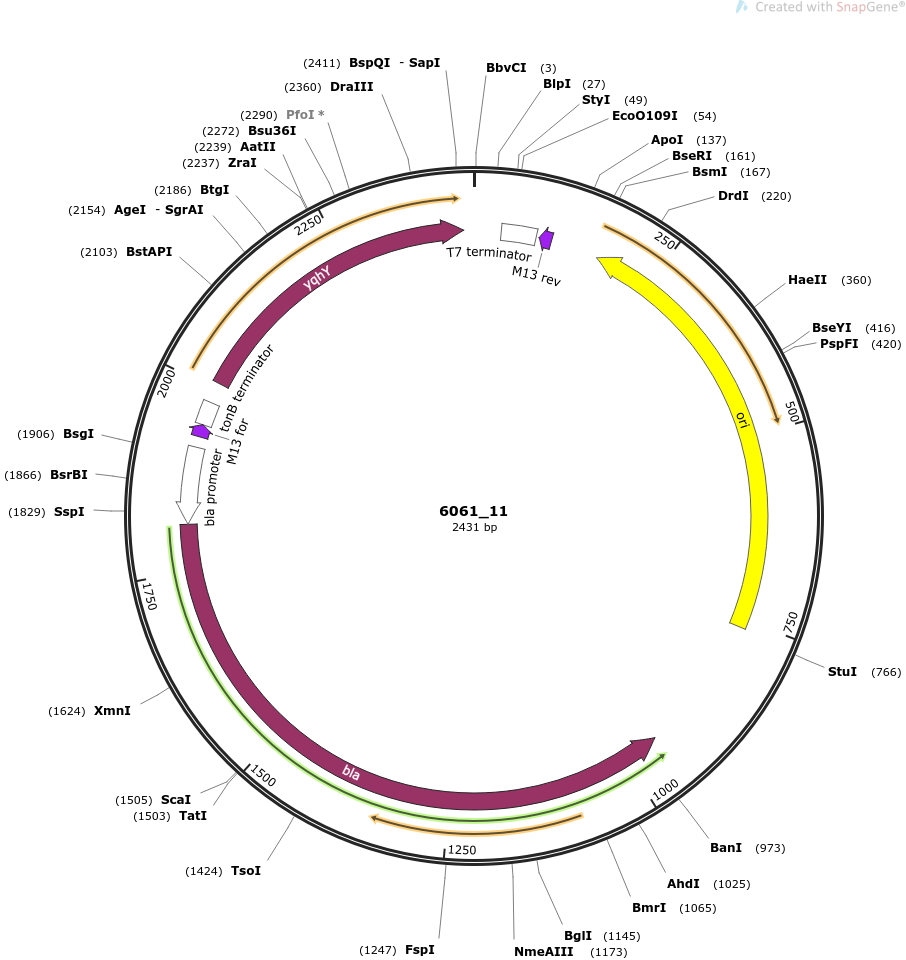 Created with SnapGene®
(2411) BspQI - SapI
(2360) DraIII
(2290) PfoI *
(2272) Bsu36I
(2239) AatII
(2237) ZraI
(2186) BtgI
(2154) AgeI - SgrAI
(2103) BstAPI
BbvCI (3)
BlpI (27)
StyI (49)
EcoO109I (54)
ApoI (137)
BseRI (161)
BsmI (167)
DrdI (220)
HaeII (360)
BseYI (416)
PspFI (420)
2250
250
yqhY
T7 terminator
M13 rev
2000
tonB terminator
M13 for
500
ori
(1906) BsgI
(1866) BsrBI
(1829) SspI
bla promoter
6061_11
2431 bp
1750
750
StuI (766)
(1624) XmnI
bla
1500
1000
(1505) ScaI
(1503) TatI
(1424) TsoI
1250
BanI (973)
AhdI (1025)
BmrI (1065)
BglI (1145)
NmeAIII (1173)
(1247) FspI